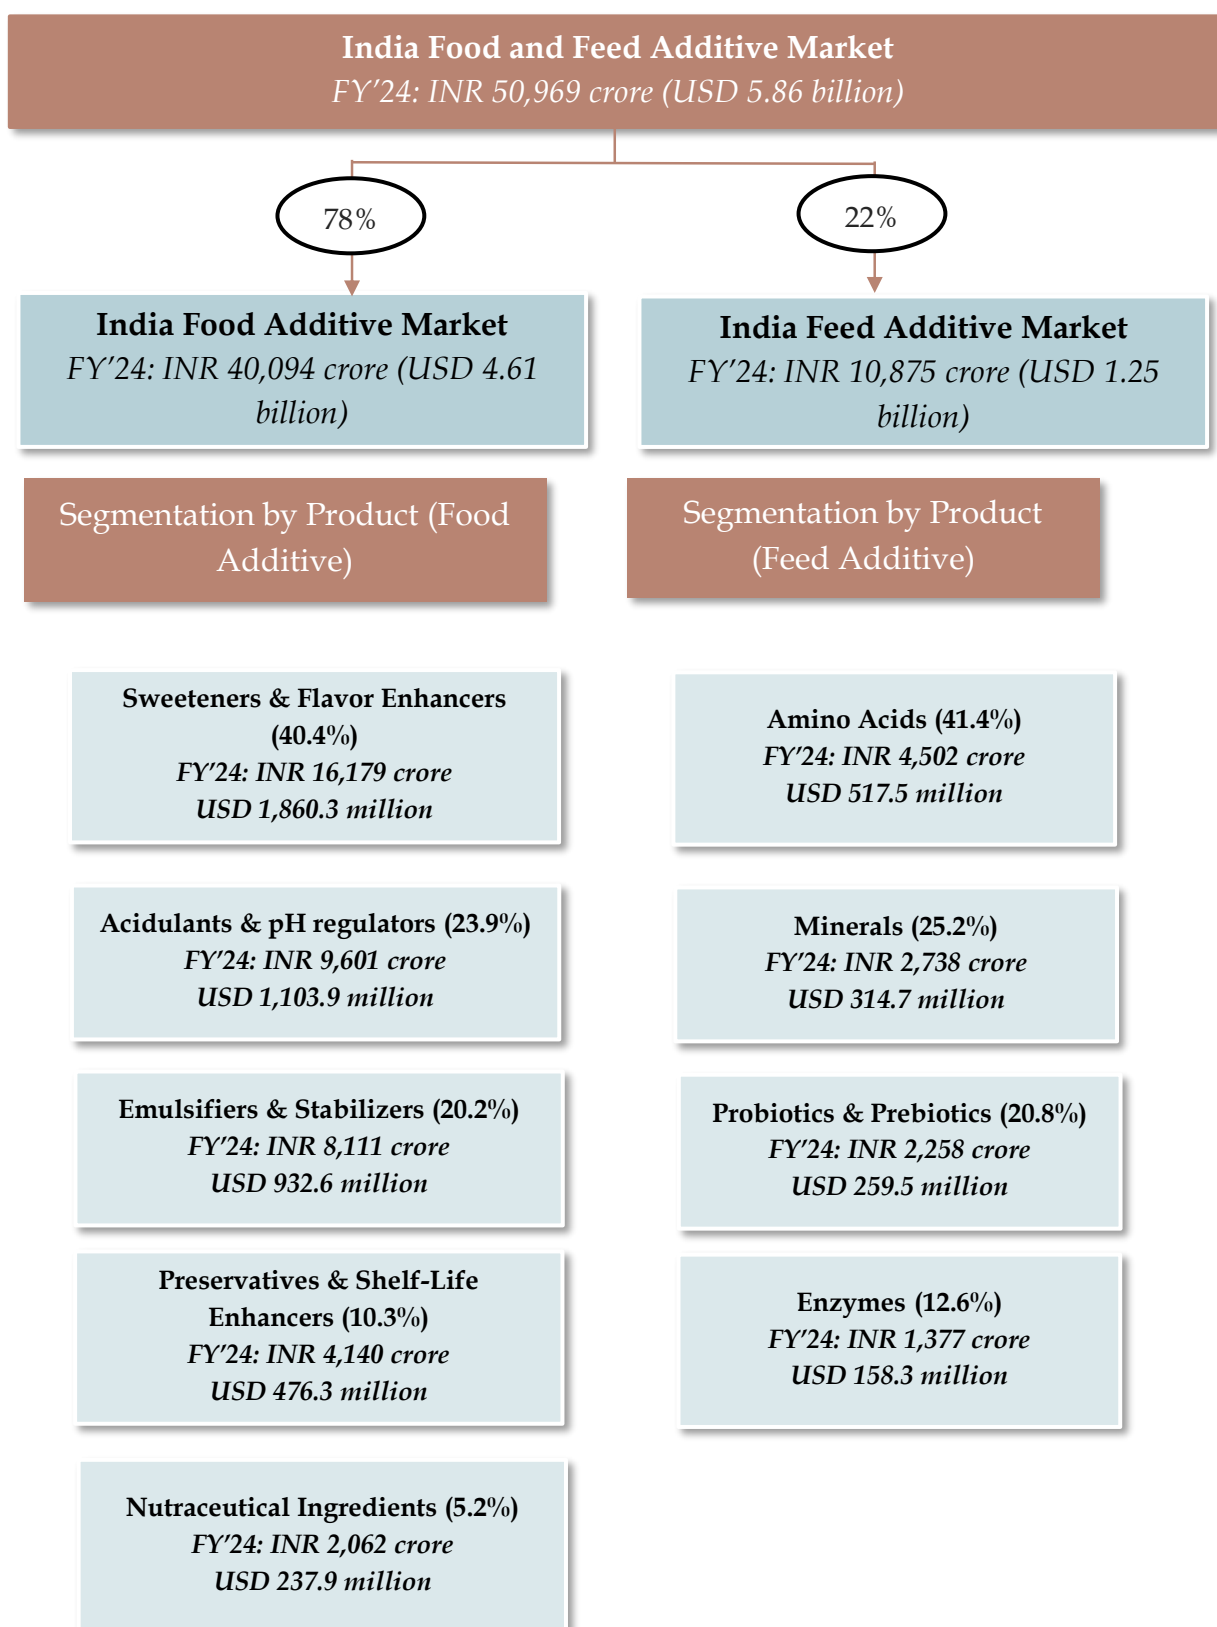 India Food and Feed Additive Market
FY’24: INR 50,969 crore (USD 5.86 billion)
78%
22%
India Food Additive Market
FY’24: INR 40,094 crore (USD 4.61
billion)
India Feed Additive Market
FY’24: INR 10,875 crore (USD 1.25
billion)
Segmentation by Product (Food
Additive)
Segmentation by Product
(Feed Additive)
Sweeteners & Flavor Enhancers
(40.4%)
FY’24: INR 16,179 crore
USD 1,860.3 million
Acidulants & pH regulators (23.9%)
FY’24: INR 9,601 crore
USD 1,103.9 million
Emulsifiers & Stabilizers (20.2%)
FY’24: INR 8,111 crore
USD 932.6 million
Preservatives & Shelf-Life
Enhancers (10.3%)
FY’24: INR 4,140 crore
USD 476.3 million
Nutraceutical Ingredients (5.2%)
FY’24: INR 2,062 crore
USD 237.9 million
Amino Acids (41.4%)
FY’24: INR 4,502 crore
USD 517.5 million
Minerals (25.2%)
FY’24: INR 2,738 crore
USD 314.7 million
Probiotics & Prebiotics (20.8%)
FY’24: INR 2,258 crore
USD 259.5 million
Enzymes (12.6%)
FY’24: INR 1,377 crore
USD 158.3 million